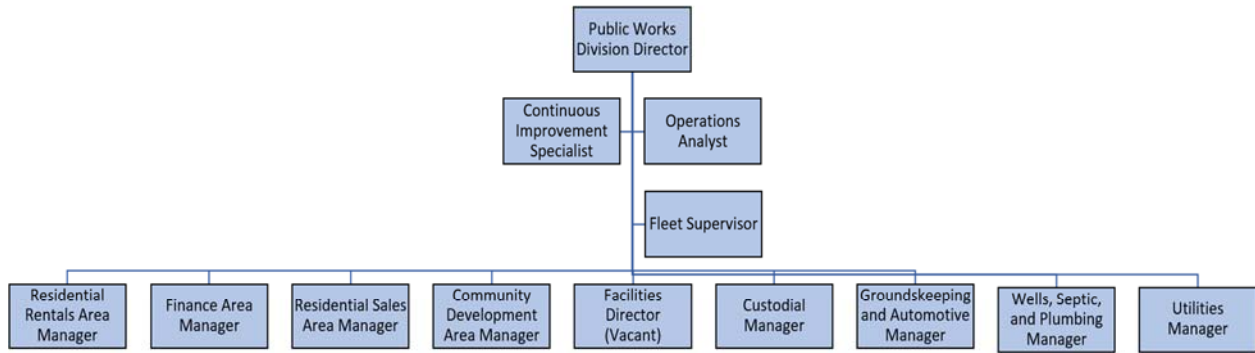 Public Works
Division Director
Continuous
Improvement
Specialist
Operations
Analyst
Fleet Supervisor
Residential
Rentals Area
Manager
Finance Area
Manager
Residential Sales
Area Manager
Community
Development
Area Manager
Facilities
Director
(Vacant)
Custodial
Manager
Groundskeeping
and Automotive
Manager
Wells, Septic,
and Plumbing
Manager
Utilities
Manager